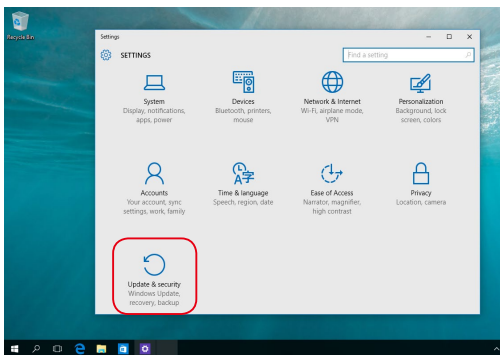 Recycle Bin
Settings
SETTINGS
Find a setting
System
Display, notifications,
apps, power
Devices
Bluetooth, printers,
mouse
Network & Internet
Wi-Fi, airplane mode,
VPN
Personalization
Background, lock
screen, colors
Accounts
Your account, sync
settings, work, family
Time & language
Speech, region, date
Ease of Access
Narrator, magnifier,
high contrast
Privacy
Location, camera
Update & security
Windows Update,
recovery, backup